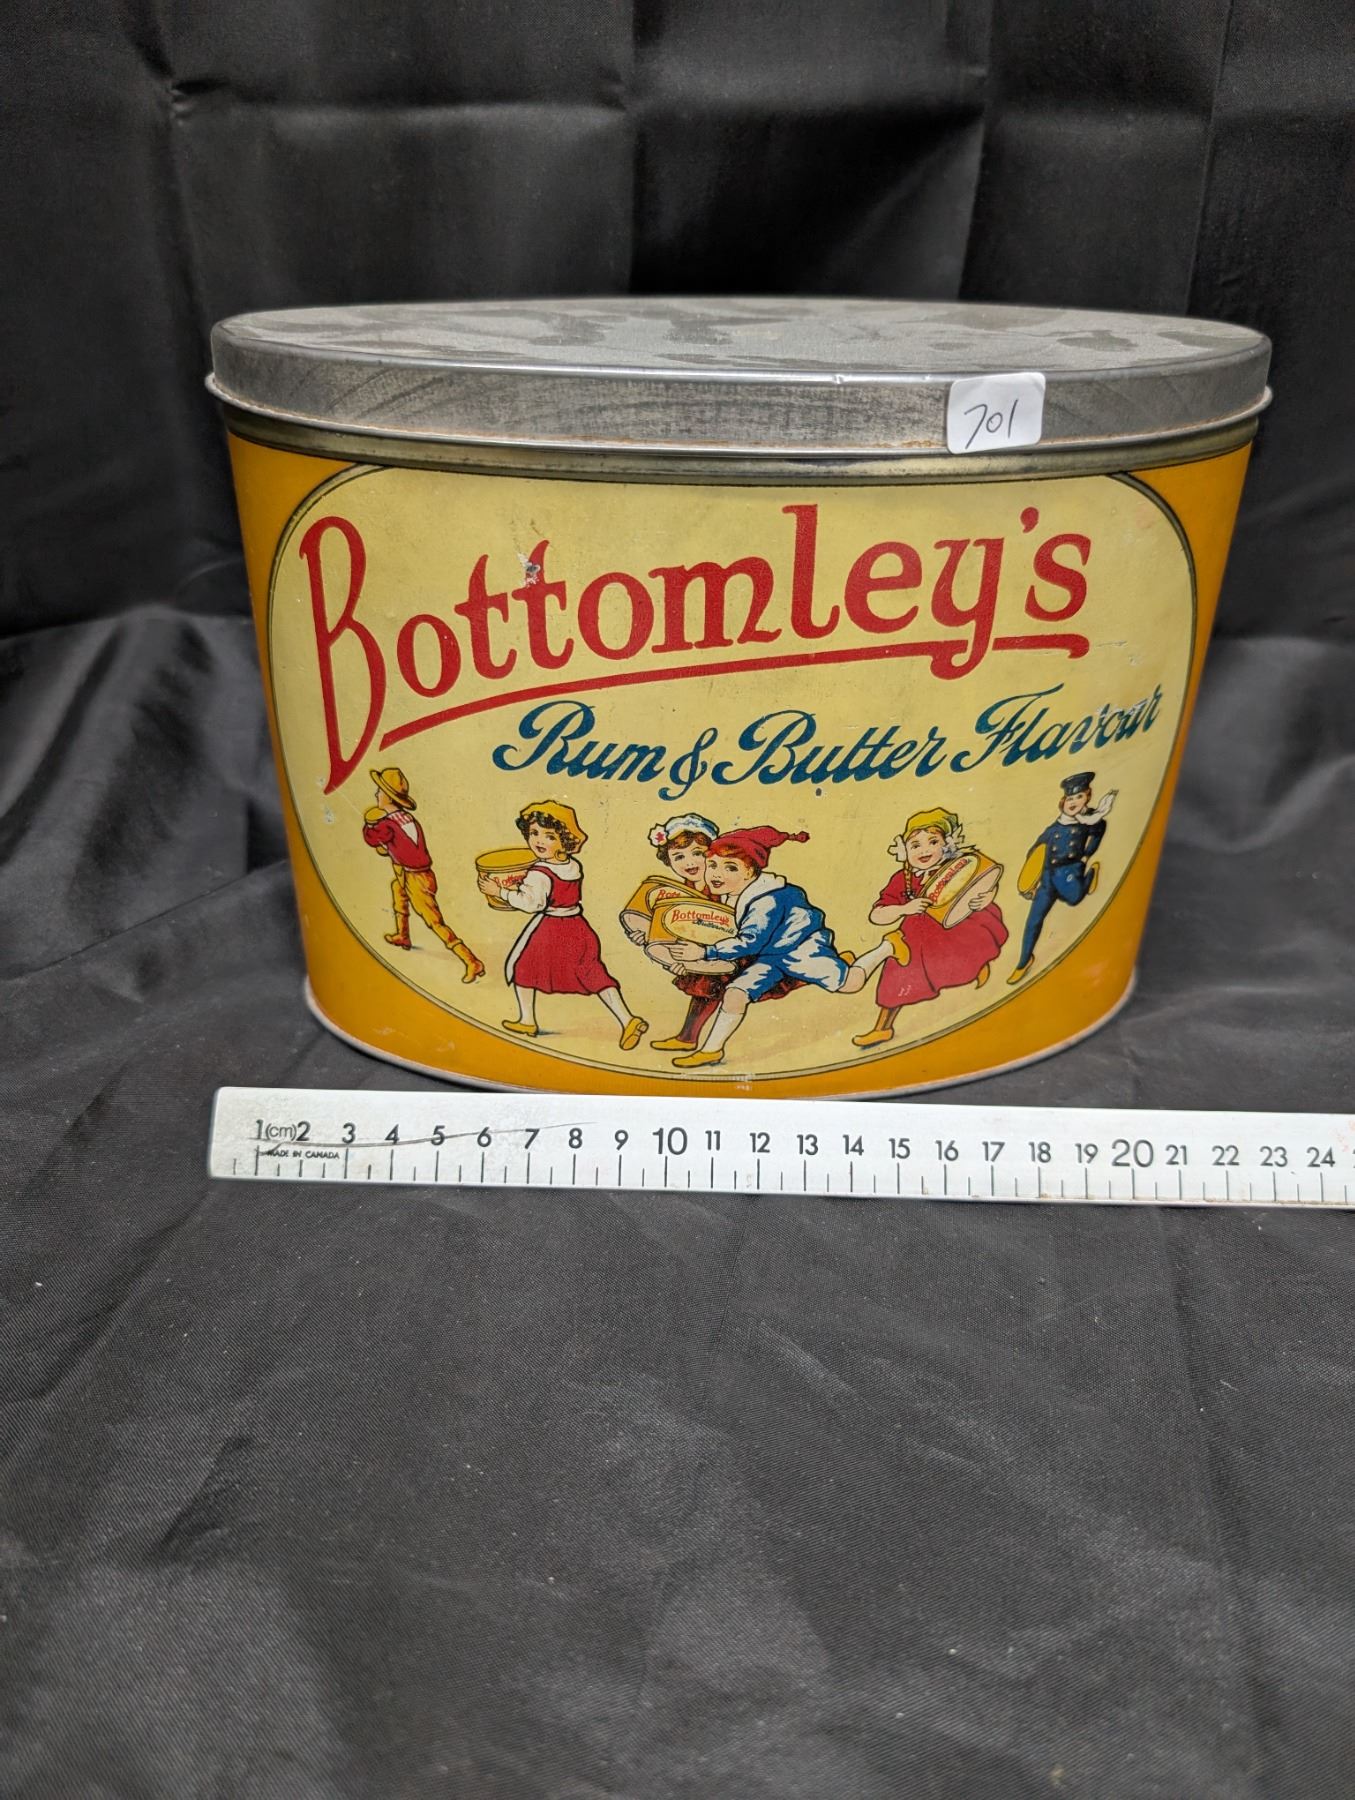 701
Bottomley's
Rum & Butter Flavour
Bottomley's
1(cm)2 3 4 5 6 7 8 9 10 11 12 13 14 15 16 17 18 19 20 21 22 23 24
MADE IN CANADA